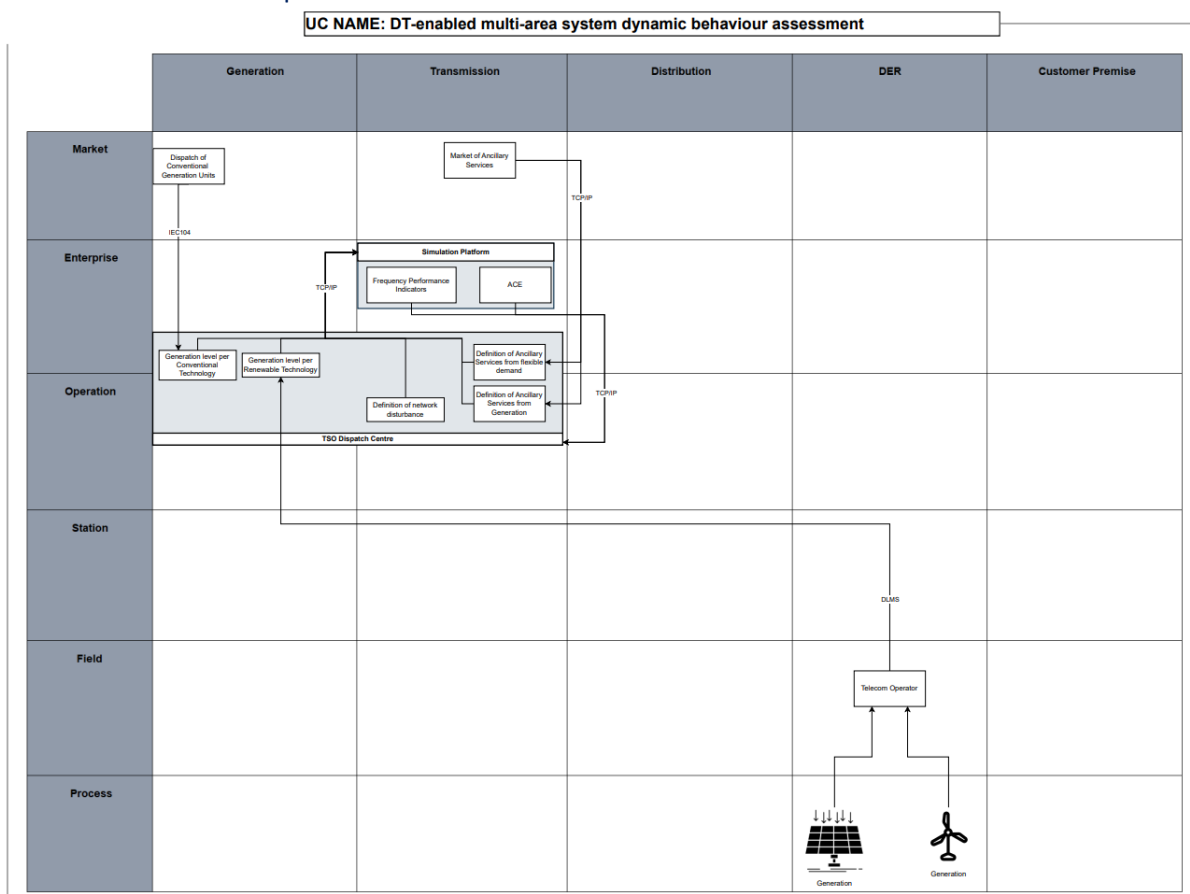 UC NAME: DT-enabled multi-area system dynamic behaviour assessment
Generation
Transmission
Distribution
DER
Customer Premise
Market
Dispatch of
Conventional
Generation Units
Market of Ancillary
Services
TCP/IP
IEC104
Enterprise
Simulation Platform
Frequency Performance
Indicators
ACE
TCP/IP
Generation level per
Conventional
Technology
Generation level per
Renewable Technology
Definition of Ancillary
Services from flexible
demand
Operation
Definition of network
disturbance
Definition of Ancillary
Services from
Generation
TCP/IP
TSO Dispatch Centre
Station
DLMS
Field
Telecom Operator
Process
Generation
Generation